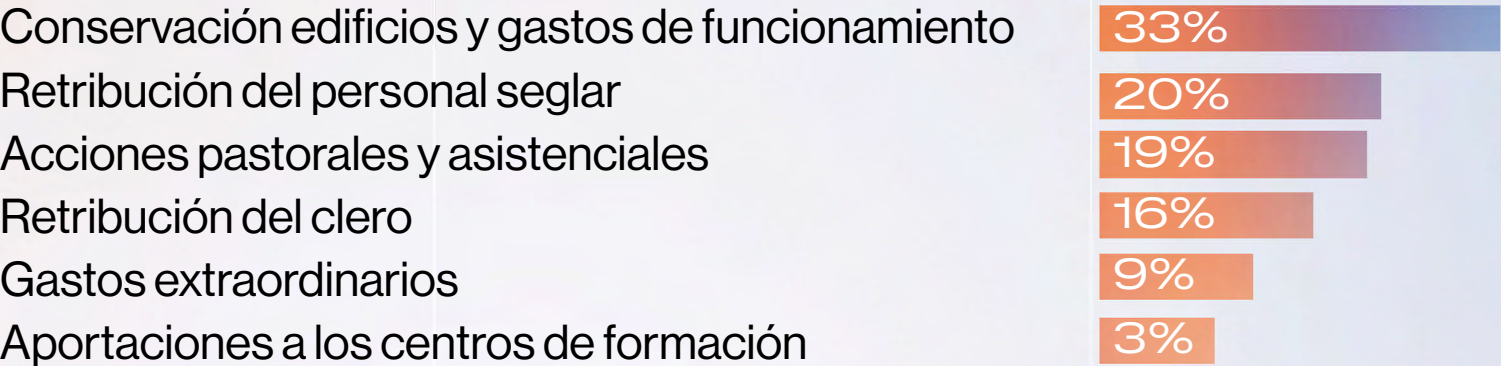 Conservación edificios y gastos de funcionamiento 33%
Retribución del personal seglar 20%
Acciones pastorales y asistenciales 19%
Retribución del clero 16%
Gastos extraordinarios 9%
Aportaciones a los centros de formación 3%